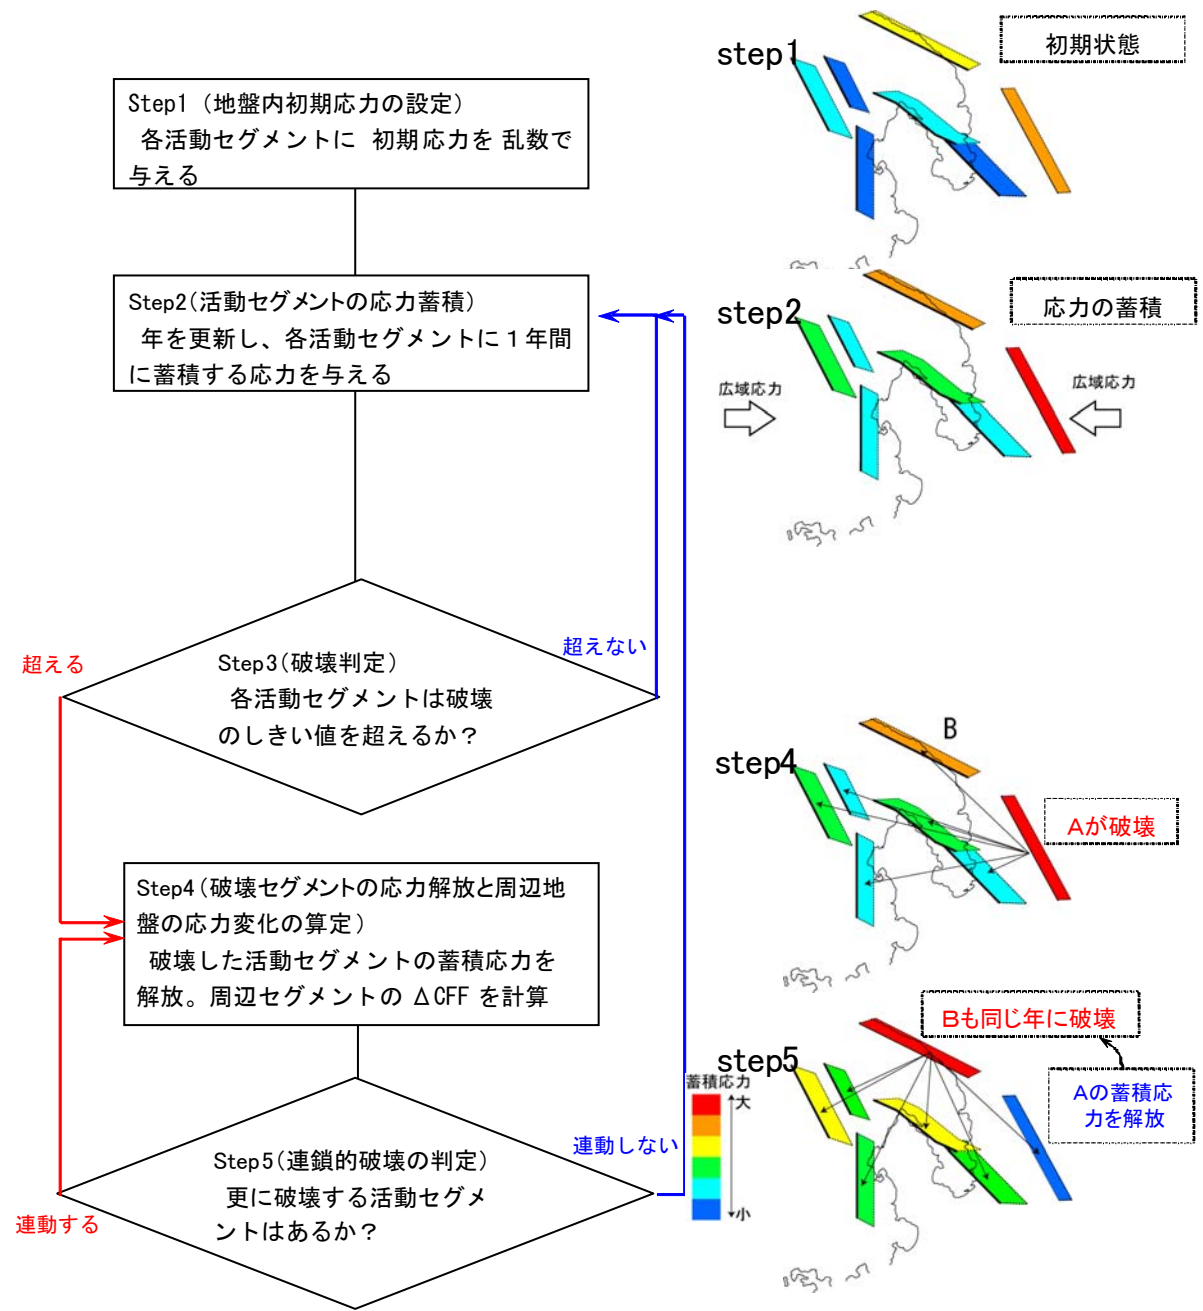 Step1 (地盤内初期応力の設定)
各活動セグメントに 初期応力を 乱数で
与える
Step2(活動セグメントの応力蓄積)
年を更新し、各活動セグメントに1年間
に蓄積する応力を与える
超えない
超える
Step3(破壊判定)
各活動セグメントは破壊
のしきい値を超えるか?
Step4(破壊セグメントの応力解放と周辺地
盤の応力変化の算定)
破壊した活動セグメントの蓄積応力を
解放。周辺セグメントの ΔCFF を計算
連動しない
Step5(連鎖的破壊の判定)
更に破壊する活動セグメ
ントはあるか?
連動する
step1
初期状態
step2
応力の蓄積
広域応力
広域応力
B
step4
Aが破壊
Bも同じ年に破壊
step5
Aの蓄積応
力を解放
蓄積応力
大
小